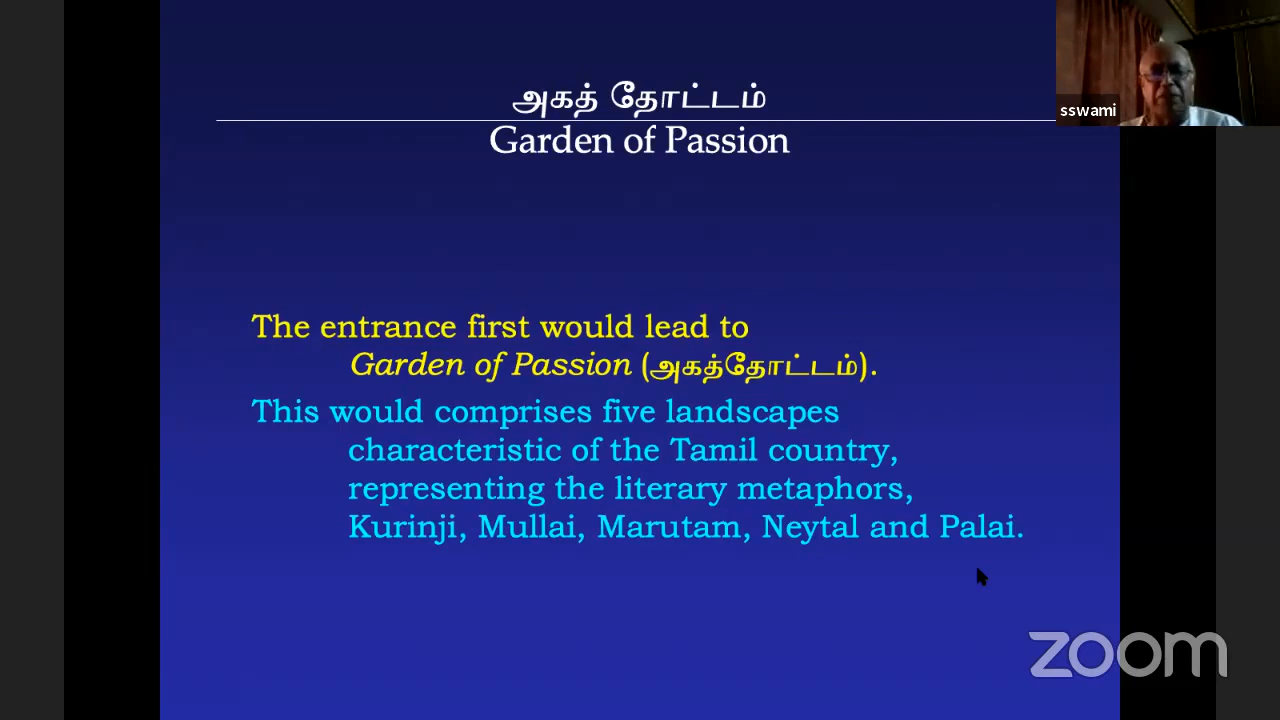 அகத் தோட்டம்
Garden of Passion
sswami
The entrance first would lead to
Garden of Passion (அகத்தோட்டம்).
This would comprises five landscapes
characteristic of the Tamil country,
representing the literary metaphors,
Kurinji, Mullai, Marutam, Neytal and Palai.
zoom